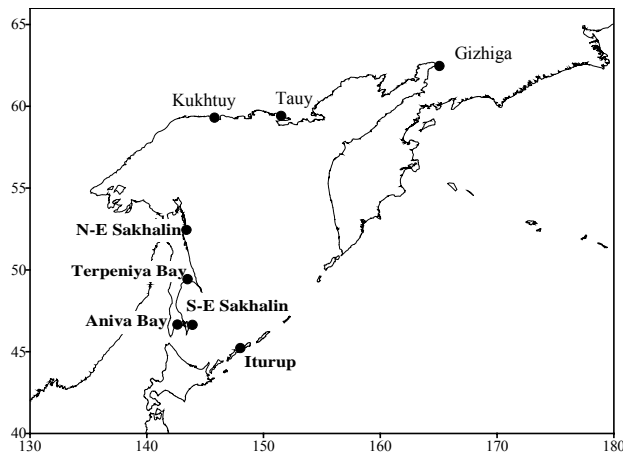 65
Gizhiga
Kukhtuy
Tauy
60
55
N-E Sakhalin
50
Terpeniya Bay
S-E Sakhalin
Aniva Bay
45
Iturup
40
130
140
150
160
170
180